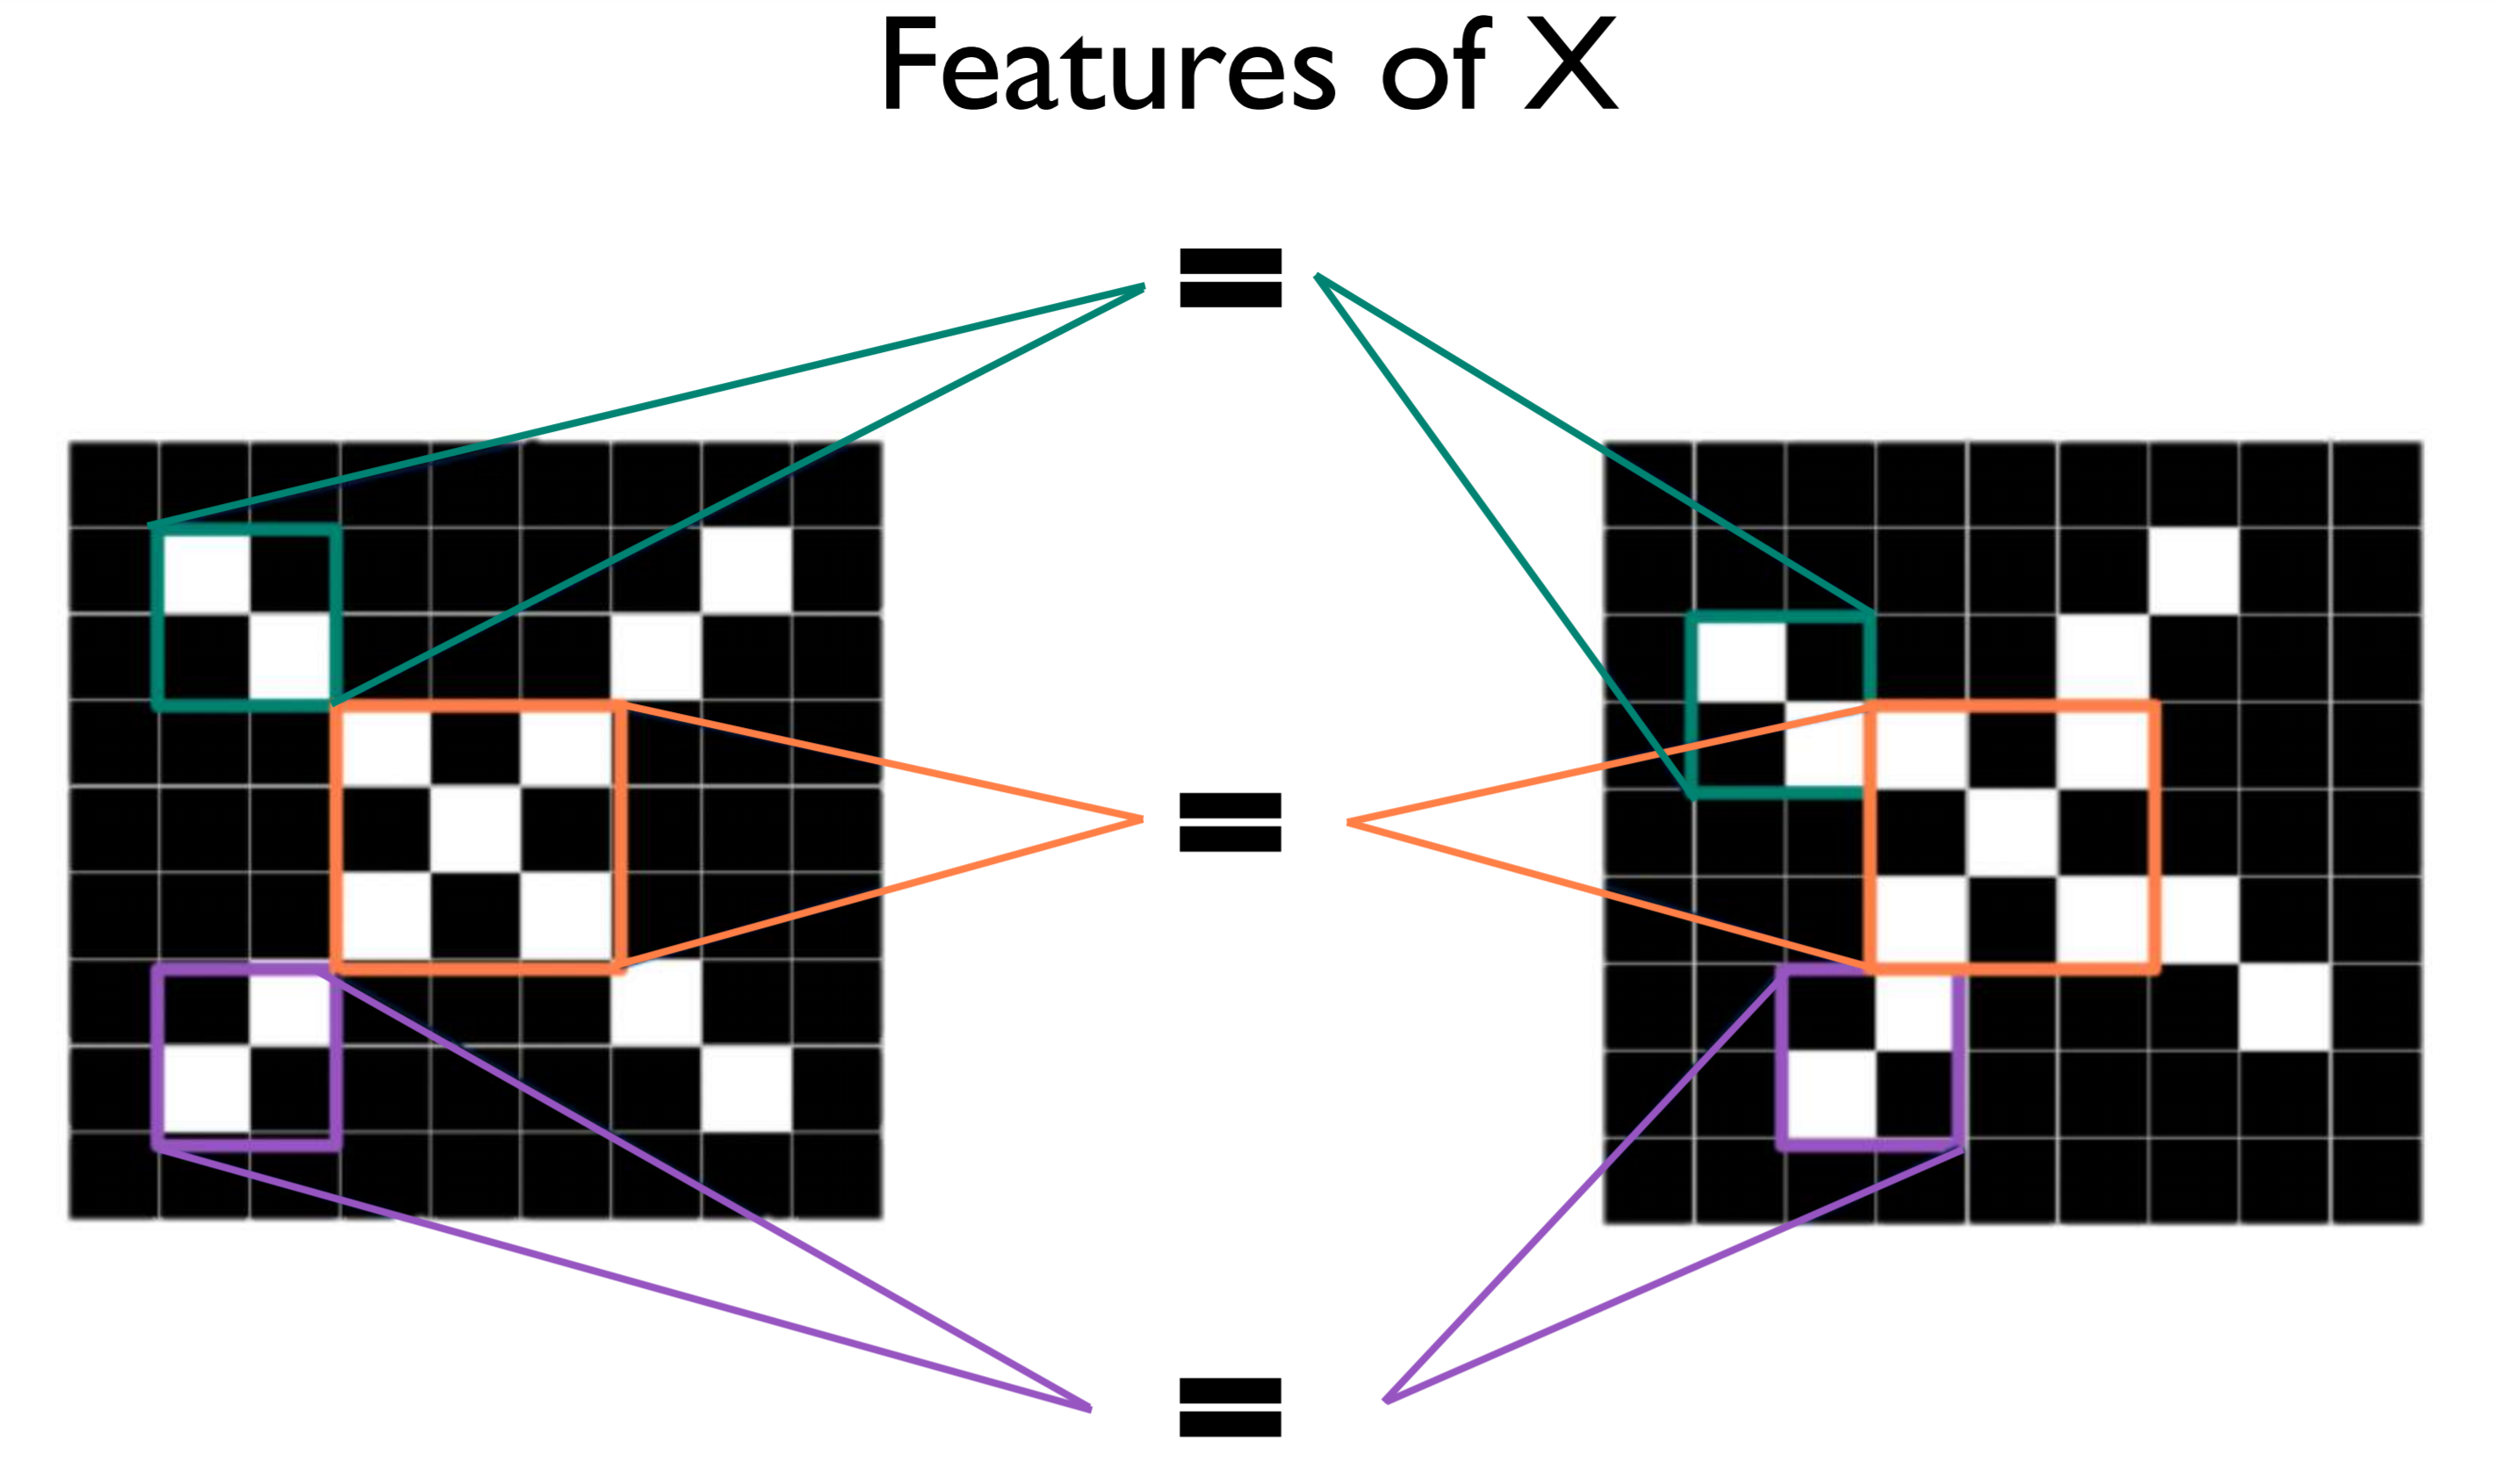 Features of X
=
=
=